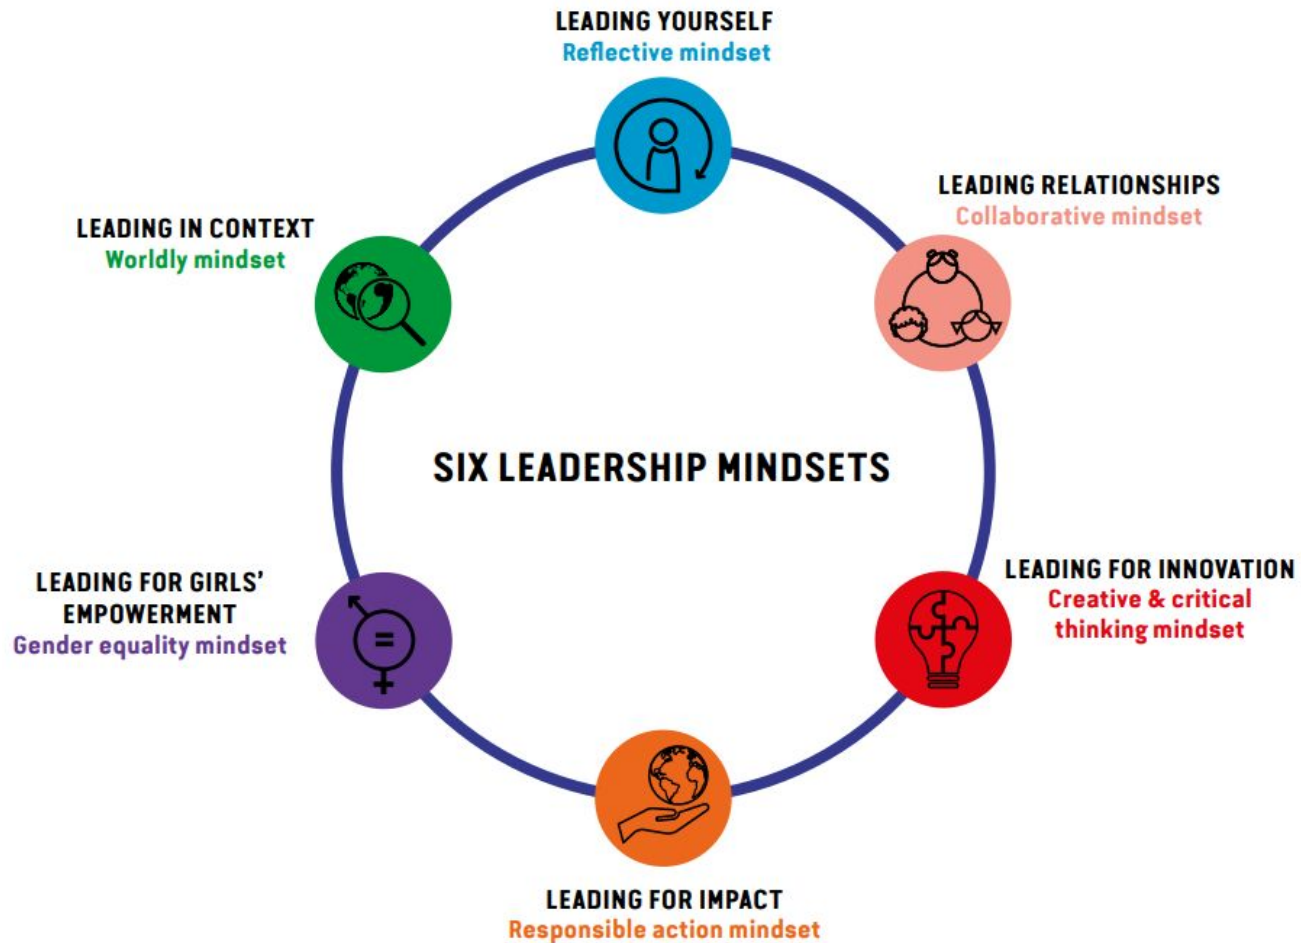 LEADING YOURSELF
Reflective mindset
LEADING RELATIONSHIPS
Collaborative mindset
LEADING IN CONTEXT
Worldly mindset
SIX LEADERSHIP MINDSETS
LEADING FOR INNOVATION
Creative & critical
thinking mindset
LEADING FOR GIRLS’
EMPOWERMENT
Gender equality mindset
=
LEADING FOR IMPACT
Responsible action mindset